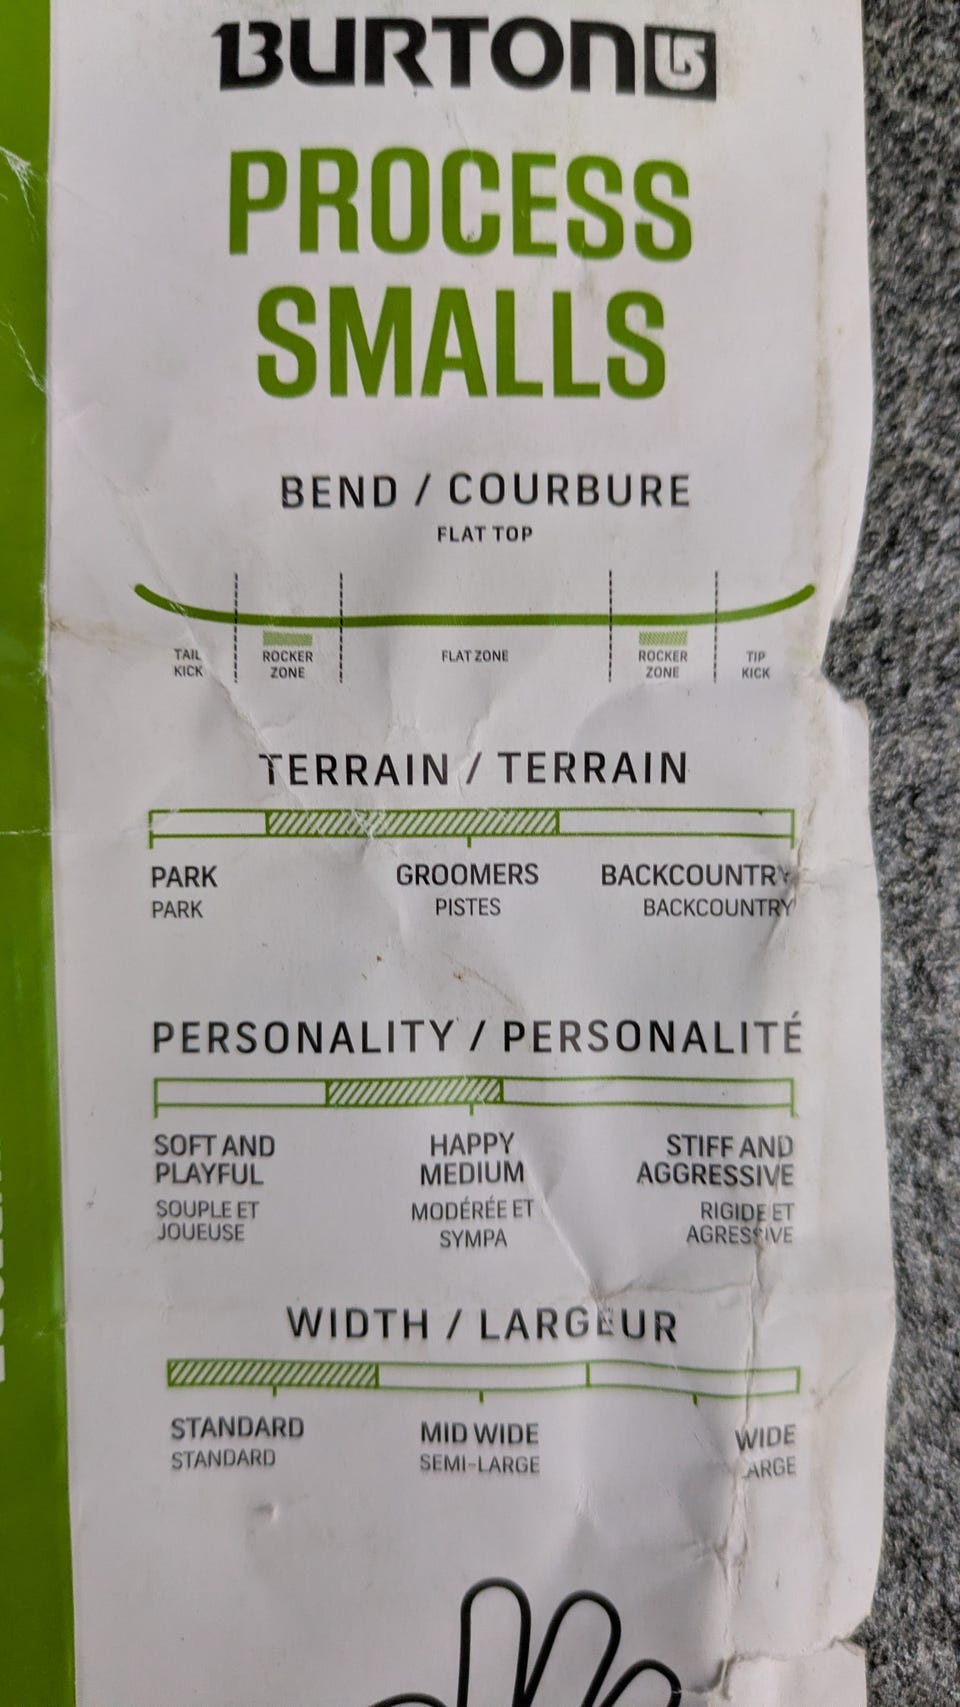 BURTON
PROCESS
SMALLS
BEND / COURBURE
FLAT TOP
TAIL KICK
ROCKER ZONE
FLAT ZONE
ROCKER ZONE
TIP KICK
TERRAIN / TERRAIN
PARK GROOMERS BACKCOUNTRY
PARK PISTES BACKCOUNTRY
PERSONALITY / PERSONALITÉ
SOFT AND PLAYFUL
SOUPLE ET JOUEUSE
HAPPY MEDIUM
MODÉRÉE ET SYMPA
STIFF AND AGGRESSIVE
RIGIDE ET AGRESSIVE
WIDTH / LARGEUR
STANDARD MID WIDE WIDE
STANDARD SEMI-LARGE ARGE